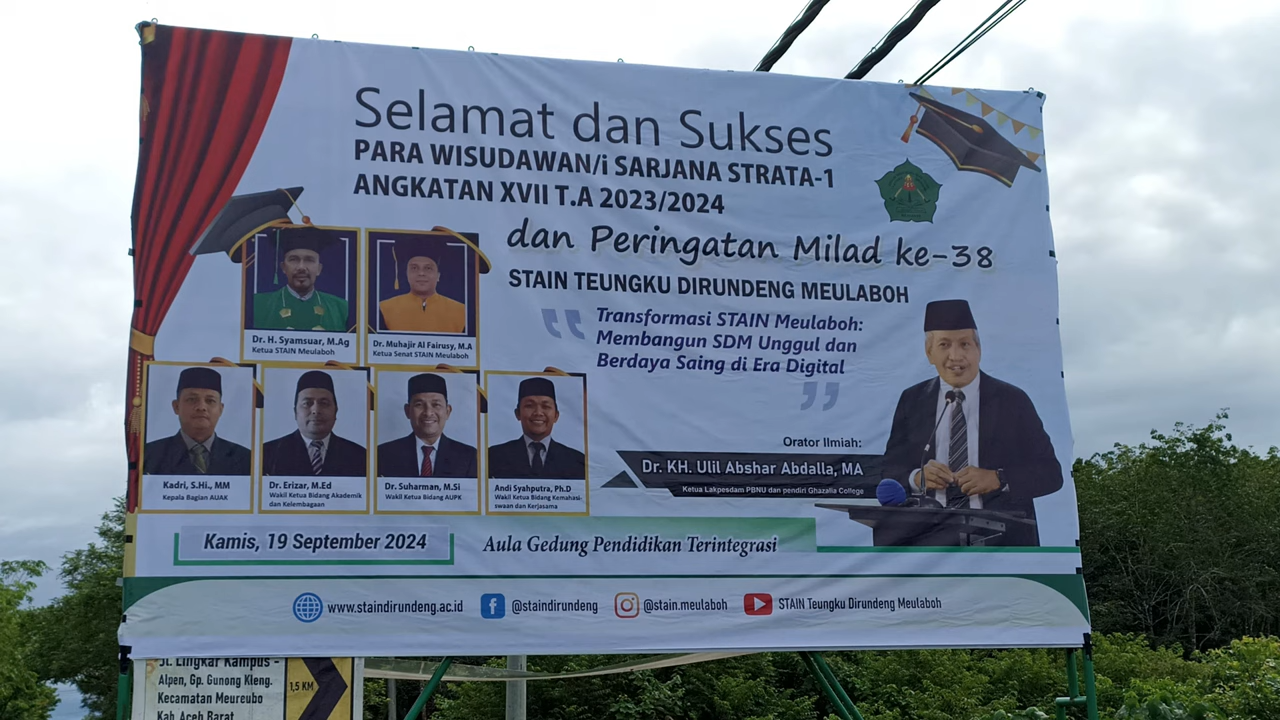 Selamat dan Sukses
PARA WISUDAWAN/i SARJANA STRATA-1
ANGKATAN XVII T.A 2023/2024
dan Peringatan Milad ke-38
STAIN TEUNGKU DIRUNDENG MEULABOH
Transformasi STAIN Meulaboh:
Membangun SDM Unggul dan
Berdaya Saing di Era Digital
Dr. H. Syamsuar, M.Ag
Ketua STAIN Meulaboh
Dr. Muhajir Al Fairusy, M.A
Ketua Senat STAIN Meulaboh
Kadri, S.Hi., MM
Kepala Bagian AUAK
Dr. Erizar, M.Ed
Wakil Ketua Bidang Akademik
dan Kelembagaan
Dr. Suharman, M.Si
Wakil Ketua Bidang AUPK
Andi Syahputra, Ph.D
Wakil Ketua Bidang Kemahasi-
swaan dan Kerjasama
Orator Ilmiah:
Dr. KH. Ulil Abshar Abdalla, MA
Ketua Lakpesdam PBNU dan pendiri Ghazalia College
Kamis, 19 September 2024
Aula Gedung Pendidikan Terintegrasi
www.staindirundeng.ac.id
@staindirundeng
@stain.meulaboh
STAIN Teungku Dirundeng Meulaboh
Jl. Lingkar Kampus -
Alpen, Gp. Gunong Kleng.
Kecamatan Meureubo
Kab. Aceh Barat
1,5 KM